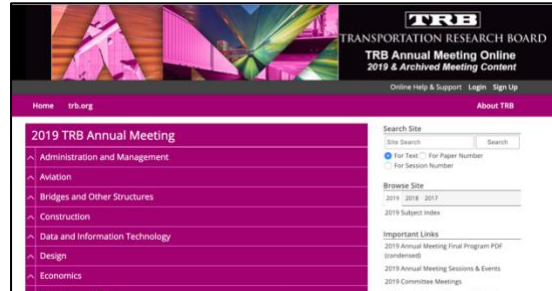 TRB
TRANSPORTATION RESEARCH BOARD
TRB Annual Meeting Online
2019 & Archived Meeting Content
Online Help & Support Login Sign Up
Home trb.org About TRB
2019 TRB Annual Meeting
Administration and Management
Aviation
Bridges and Other Structures
Construction
Data and Information Technology
Design
Economics
Search Site
Site Search Search
For Text For Paper Number
For Session Number
Browse Site
2019 2018 2017
2019 Subject Index
Important Links
2019 Annual Meeting Final Program PDF
(condensed)
2019 Annual Meeting Sessions & Events
2019 Committee Meetings